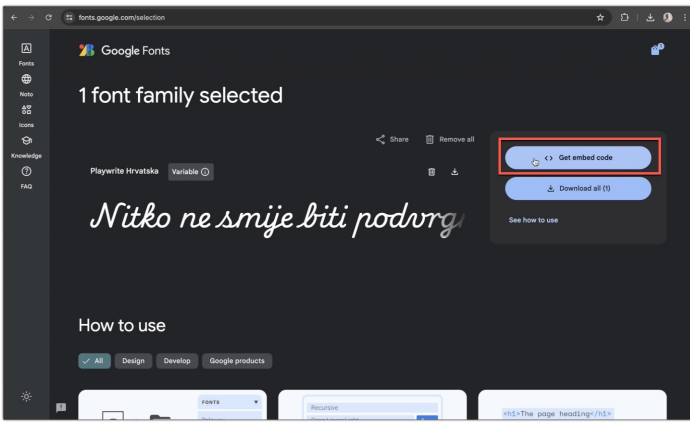 fonts.google.com/selection
Google Fonts
1
Fonts
Noto
Icons
Knowledge
FAQ
1 font family selected
Share
Remove all
Get embed code
Download all (1)
See how to use
Playwrite Hrvatska
Variable
Nitko ne smije biti podvrg
How to use
All
Design
Develop
Google products
FONTS
Recursive
<h1>The page heading</h1>